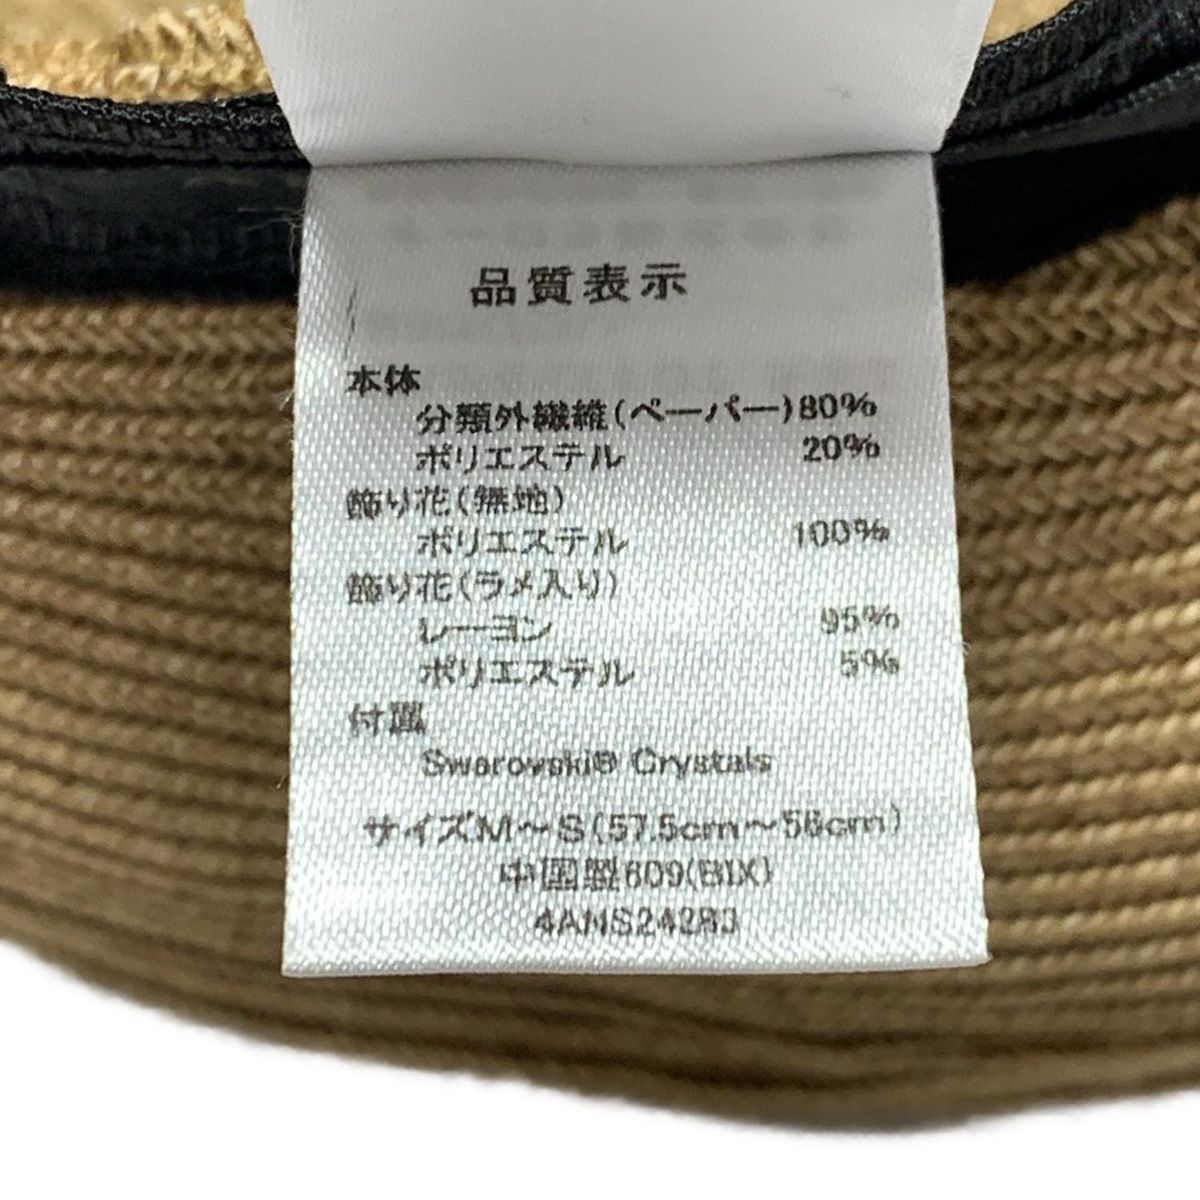 品質表示
本体
分類外繊維(ペーパー)80%
ポリエステル 20%
飾り花(無地)
ポリエステル 100%
飾り花(ラメ入り)
レーヨン 95%
ポリエステル 5%
付属
Swarovski® Crystals
サイズM～S(57.5cm～56cm)
中国製609(BIX)